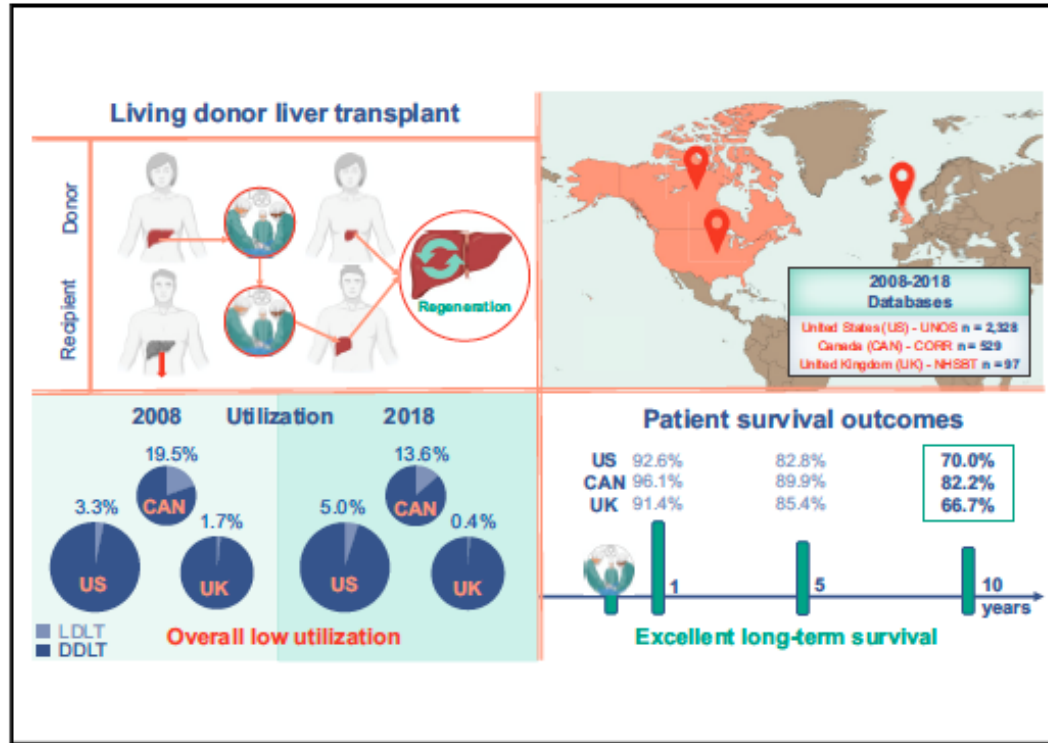 Living donor liver transplant
Donor
Recipient
Regeneration
2008-2018
Databases
United States (US) - UNOS n = 2,328
Canada (CAN) - CORR n = 529
United Kingdom (UK) - NHSBT n = 97
2008 Utilization 2018
19.5%
CAN
3.3%
US
1.7%
UK
13.6%
CAN
5.0%
US
0.4%
UK
LDLT
DDLT
Overall low utilization
Patient survival outcomes
US 92.6% 82.8% 70.0%
CAN 96.1% 89.9% 82.2%
UK 91.4% 85.4% 66.7%
1 5 10
years
Excellent long-term survival